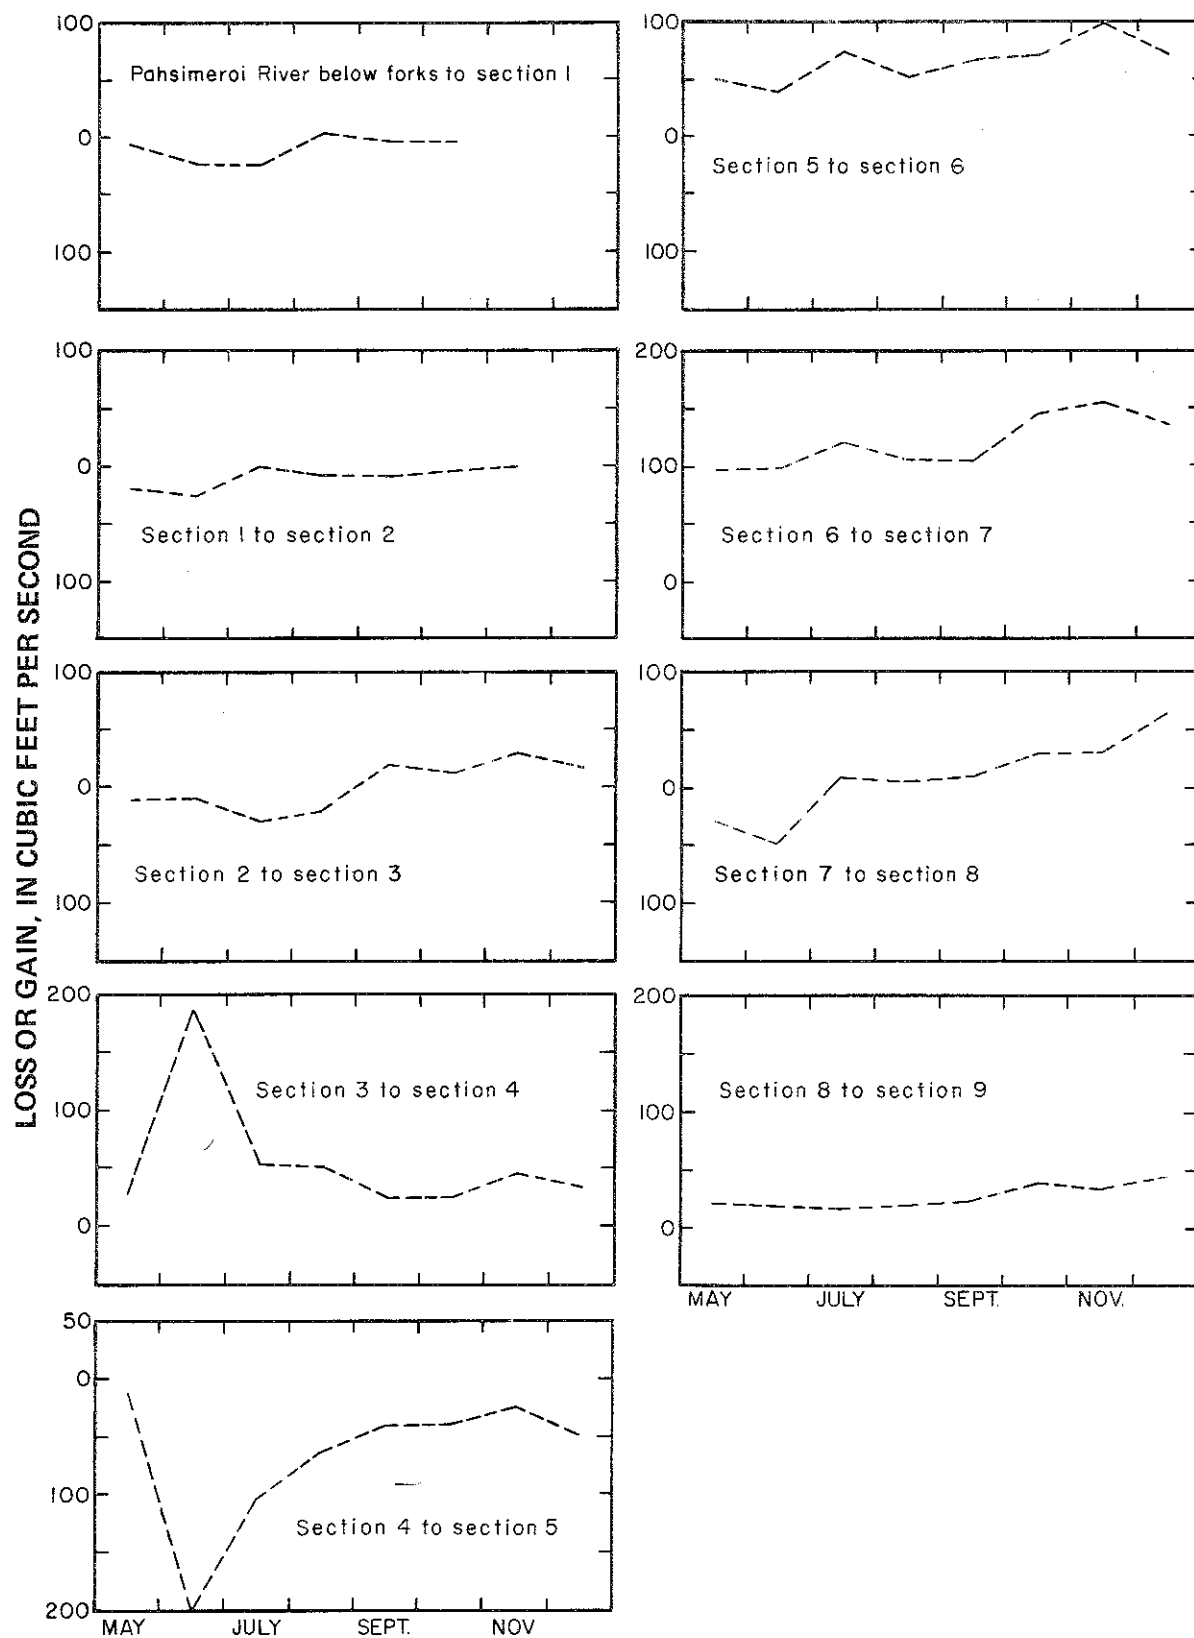 LOSS OR GAIN, IN CUBIC FEET PER SECOND
100
0
100
Pahsimeroi River below forks to section 1
100
0
100
Section 1 to section 2
100
0
100
Section 2 to section 3
200
100
0
Section 3 to section 4
50
0
100
200
Section 4 to section 5
MAY JULY SEPT. NOV
100
0
100
Section 5 to section 6
200
100
0
Section 6 to section 7
100
0
100
Section 7 to section 8
200
100
0
Section 8 to section 9
MAY JULY SEPT. NOV.